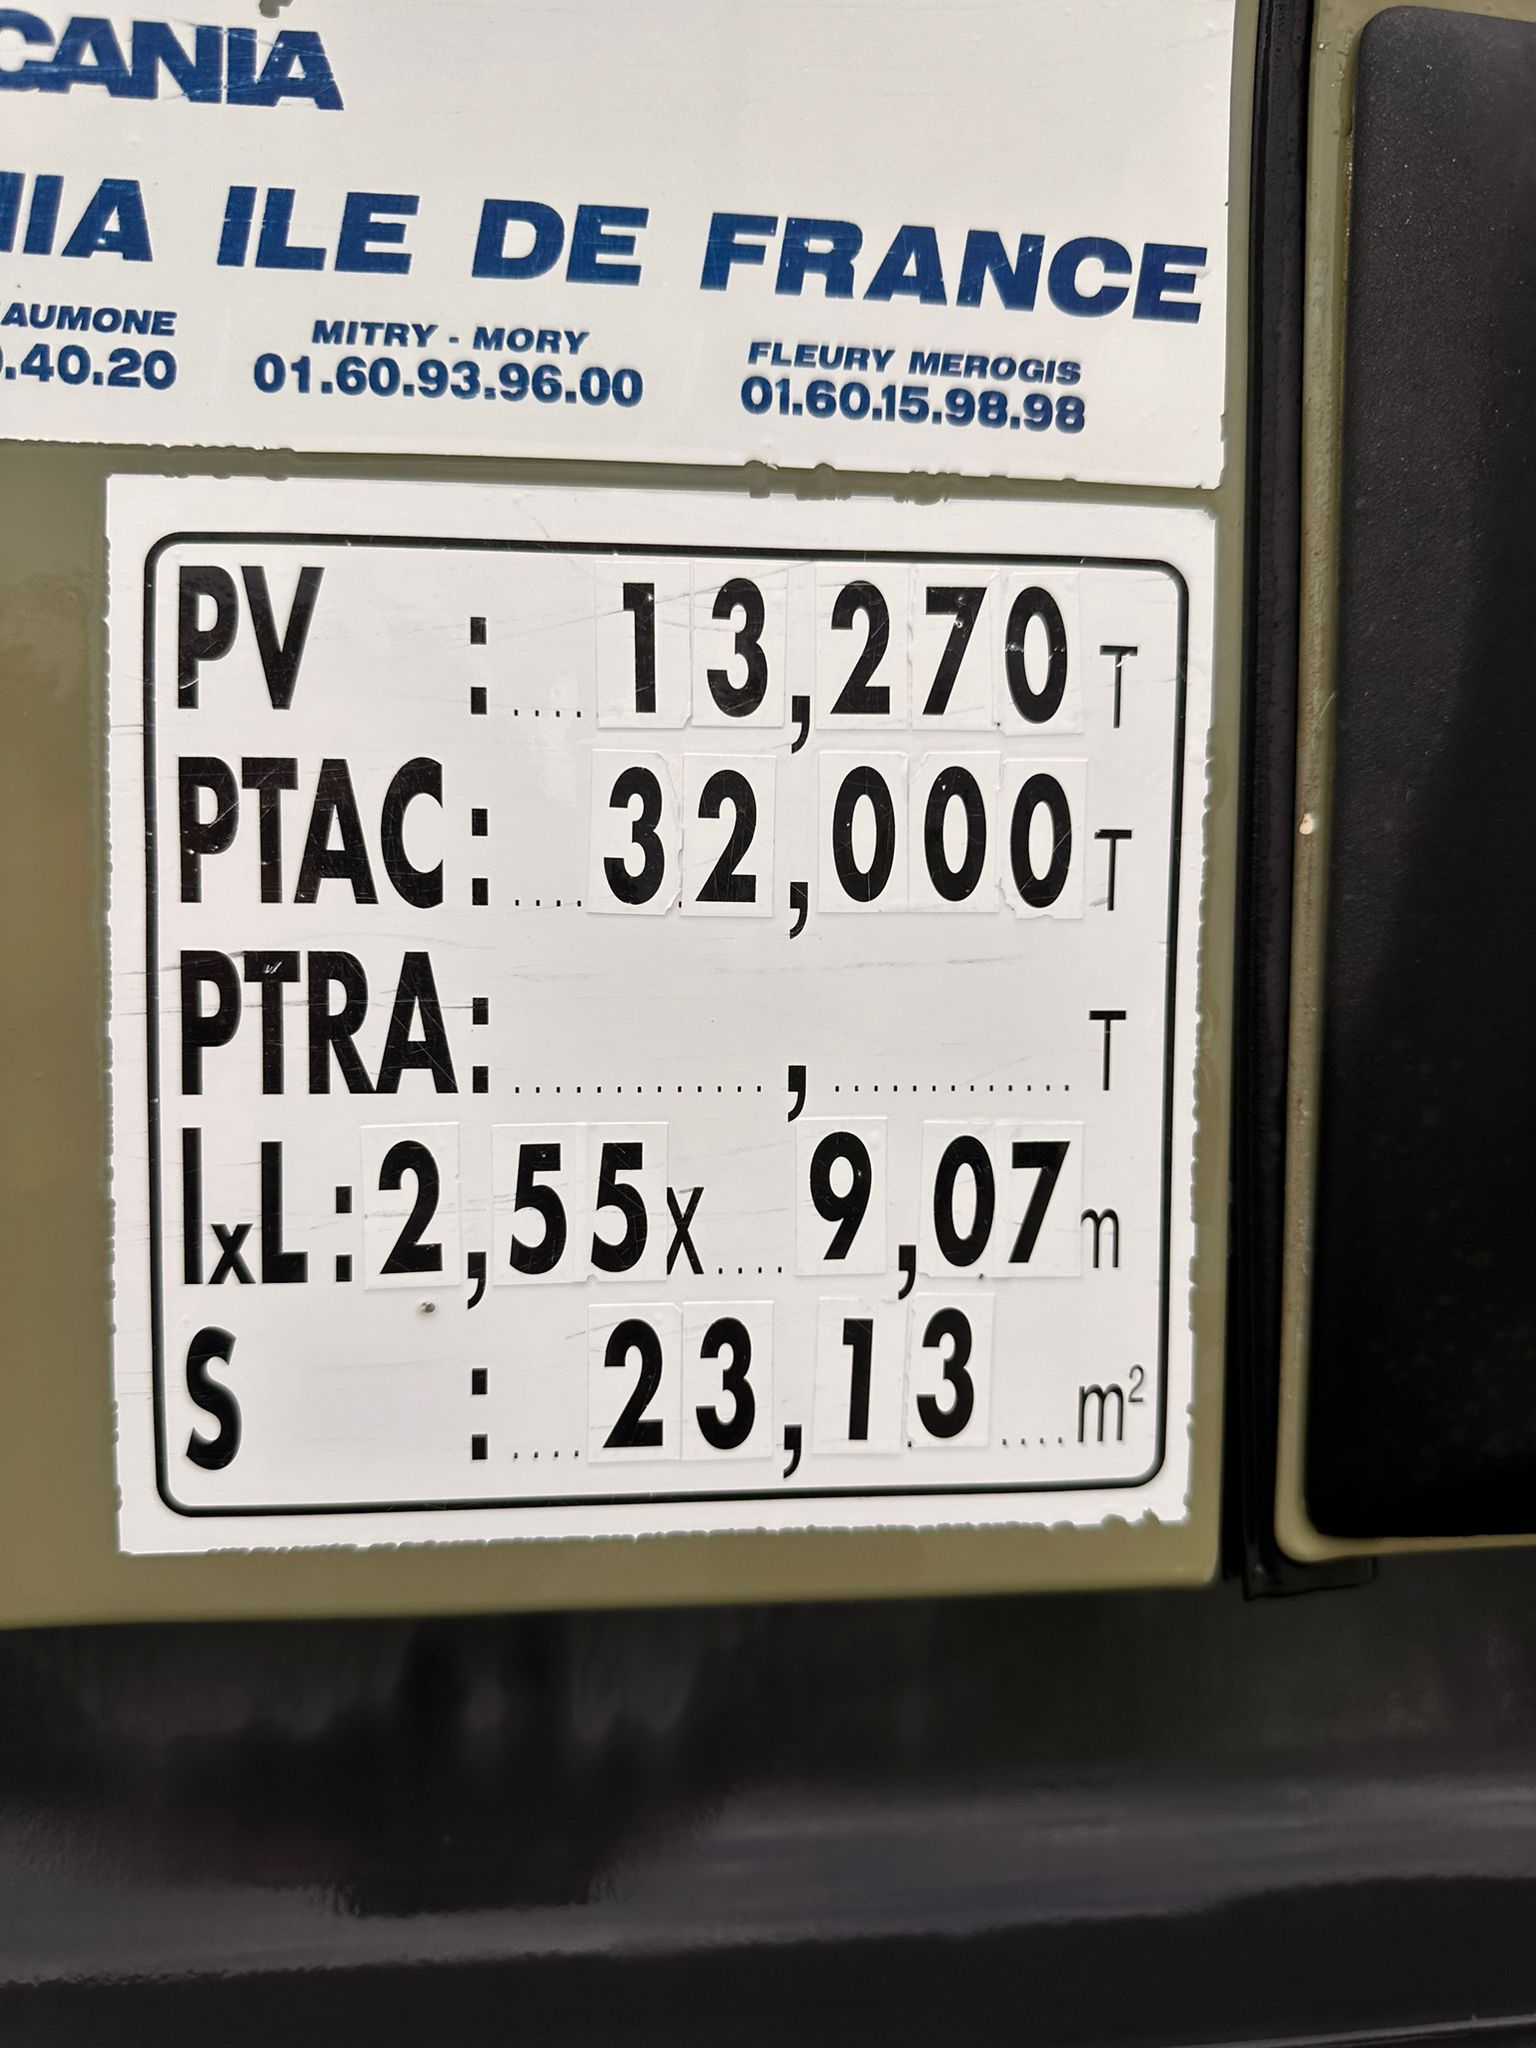 CANIA
NIA ILE DE FRANCE
AUMONE MITRY - MORY FLEURY MEROGIS
.40.20 01.60.93.96.00 01.60.15.98.98
PV : .... 13,270 T
PTAC : .... 32,000 T
PTRA : .............. , .............. T
lxL : 2,55 x .... 9,07 m
S : .... 23,13 .... m²